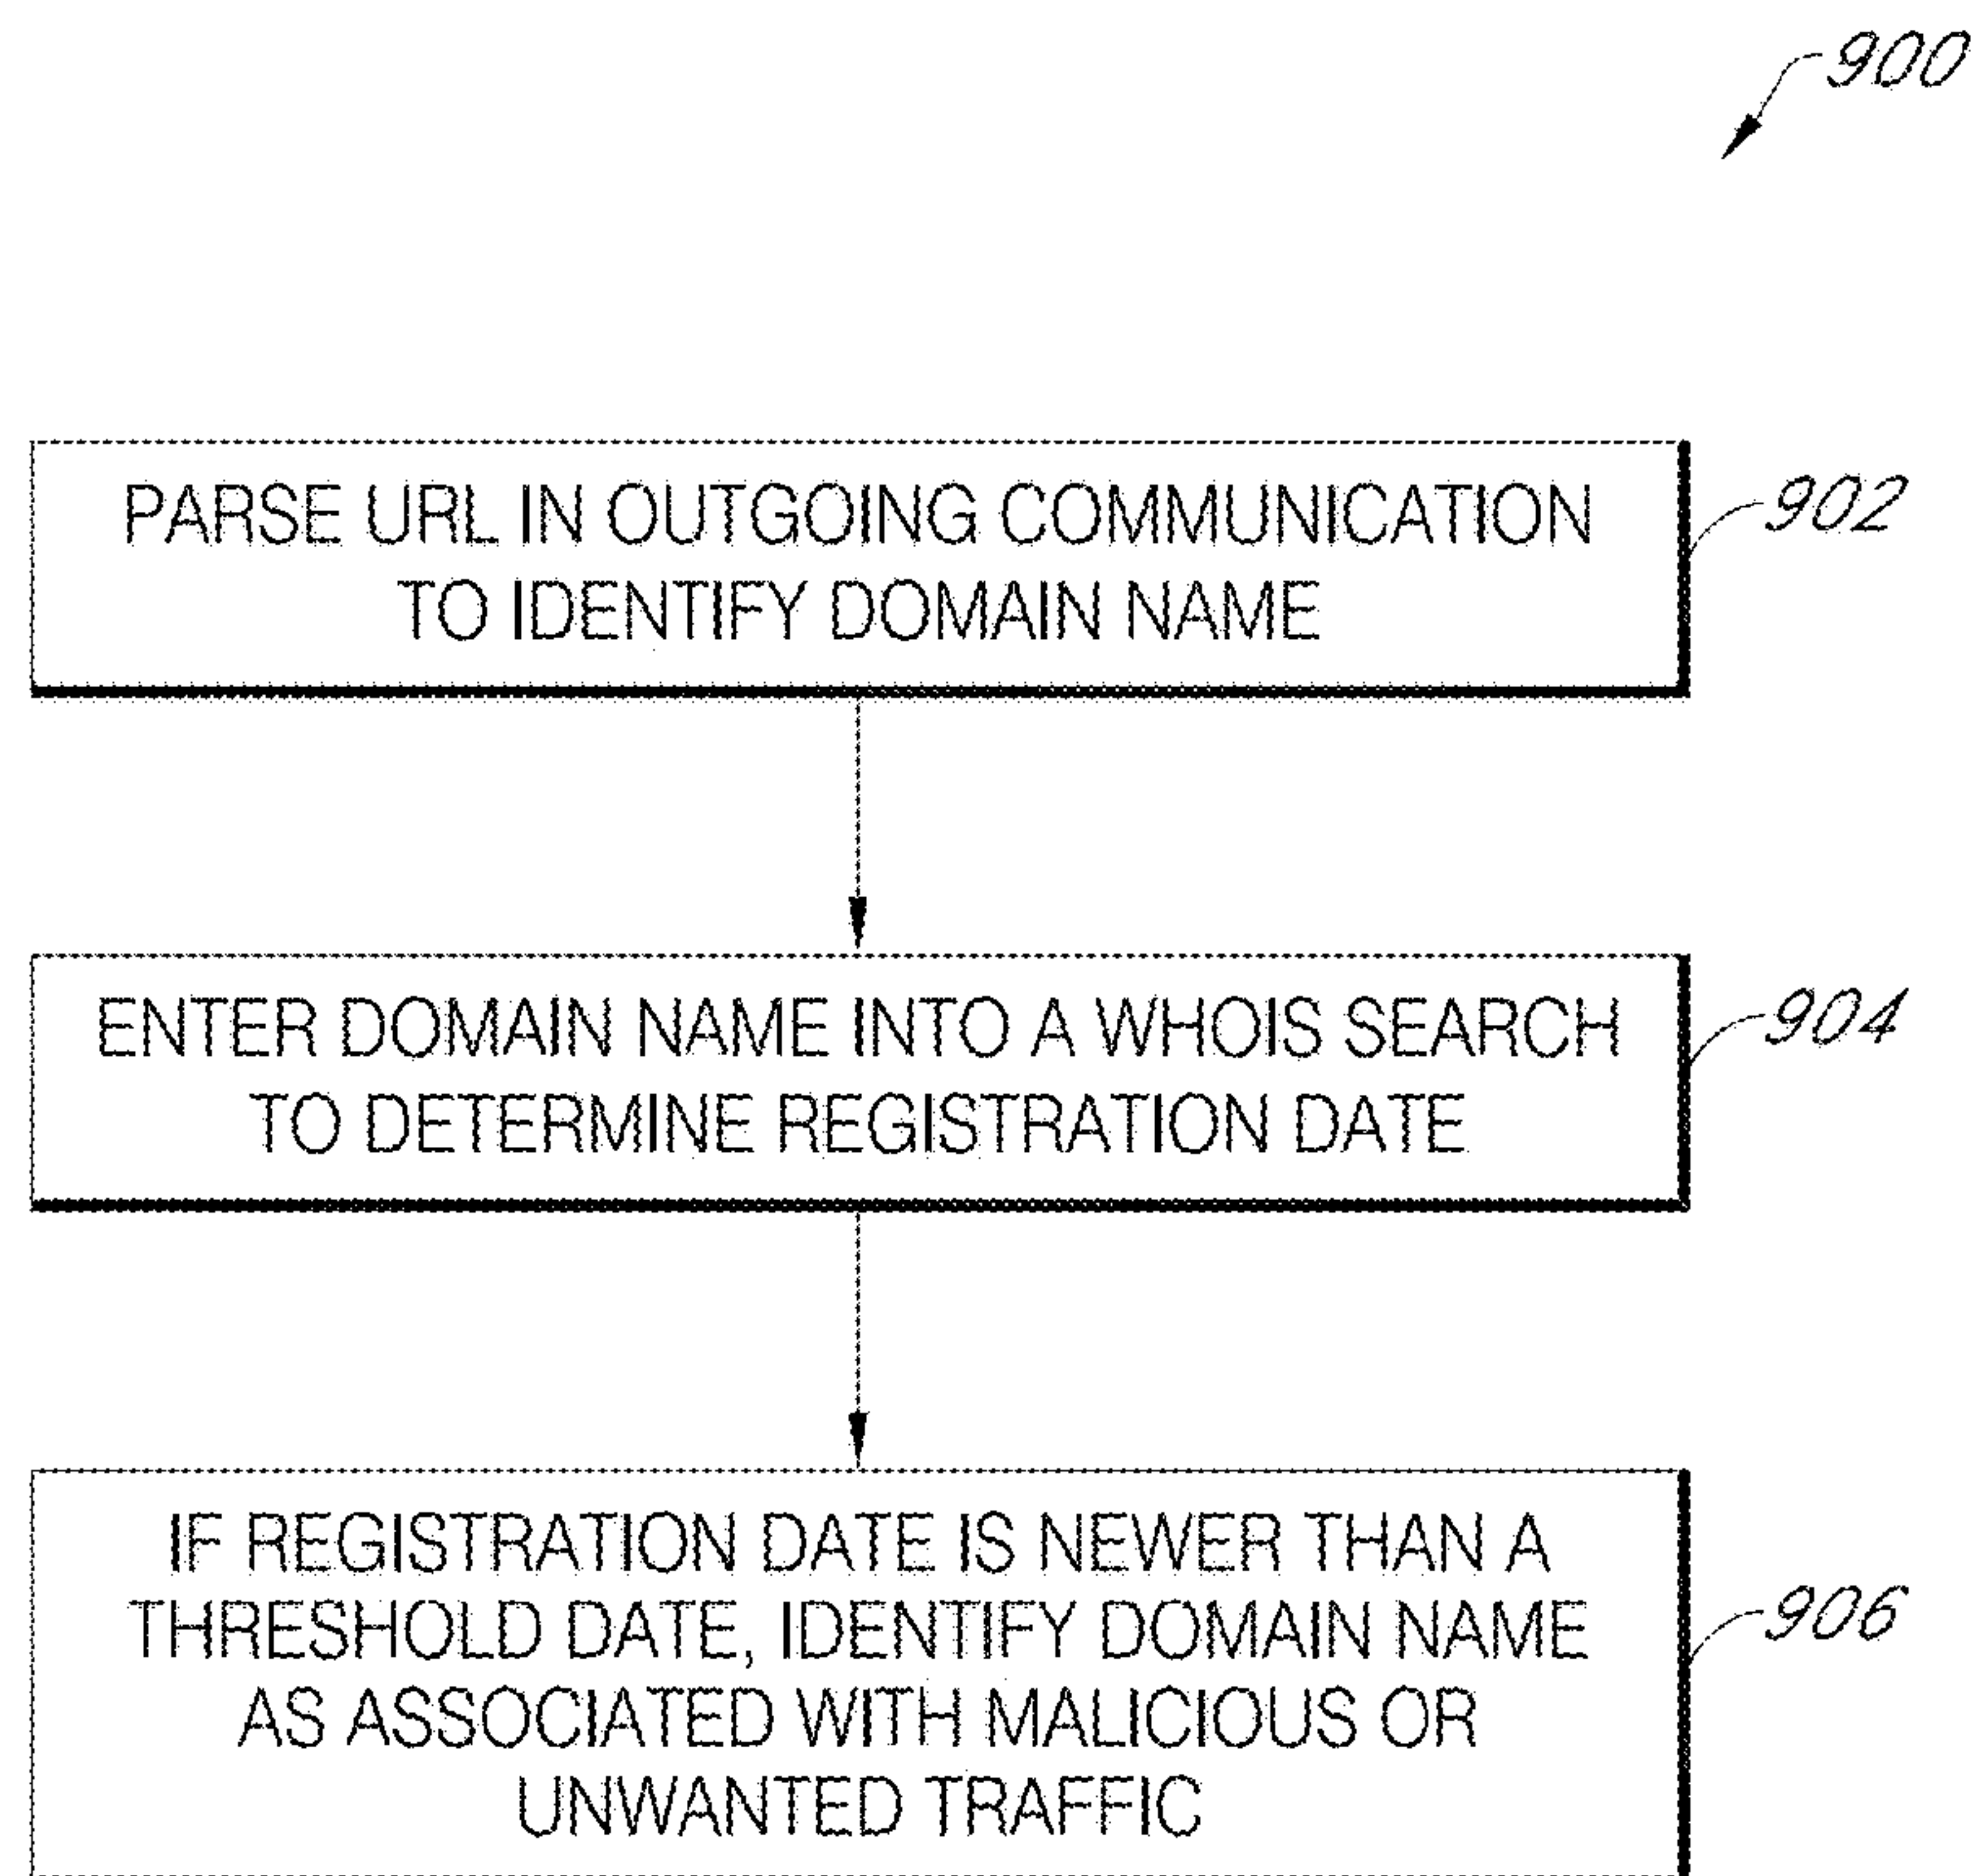 900
PARSE URL IN OUTGOING COMMUNICATION
TO IDENTIFY DOMAIN NAME
902
ENTER DOMAIN NAME INTO A WHOIS SEARCH
TO DETERMINE REGISTRATION DATE
904
IF REGISTRATION DATE IS NEWER THAN A
THRESHOLD DATE, IDENTIFY DOMAIN NAME
AS ASSOCIATED WITH MALICIOUS OR
UNWANTED TRAFFIC
906